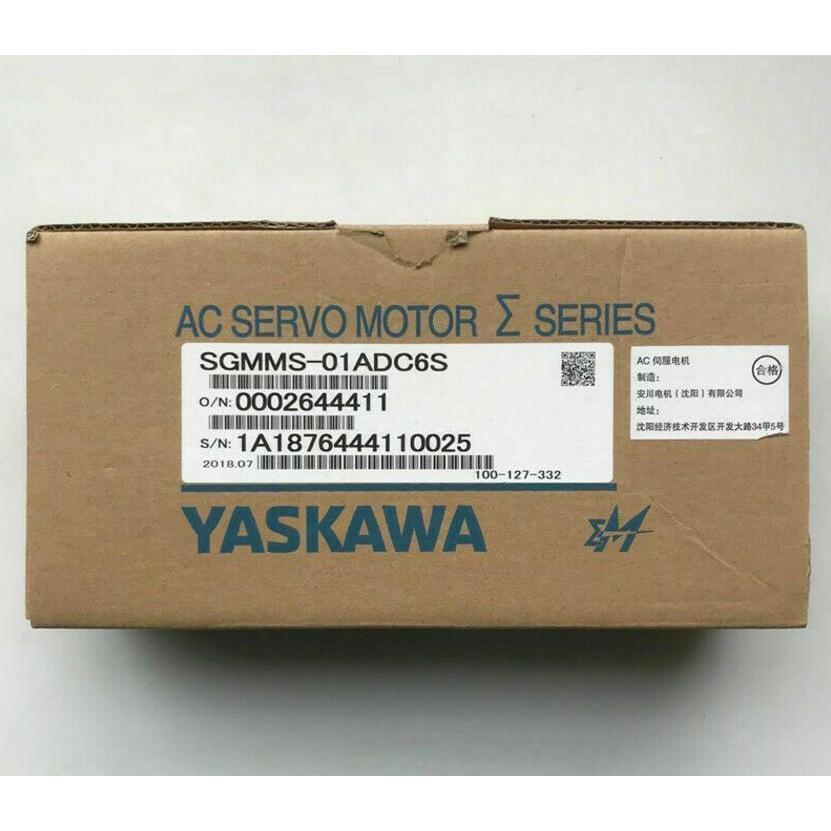 AC SERVO MOTOR Σ SERIES
SGMMS-01ADC6S
O/N: 0002644411
S/N: 1A1876444110025
2018.07
100-127-332
AC 伺服电机
合格
制造：
安川电机（沈阳）有限公司
地址：
沈阳经济技术开发区开发大路34甲5号
YASKAWA
ΣM